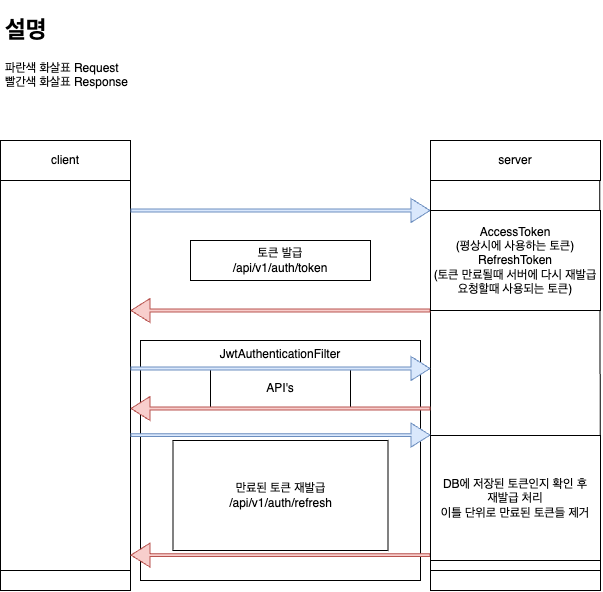 설명
파란색 화살표 Request
빨간색 화살표 Response
client
server
토큰 발급
/api/v1/auth/token
AccessToken
(평상시에 사용하는 토큰)
RefreshToken
(토큰 만료될때 서버에 다시 재발급
요청할때 사용되는 토큰)
JwtAuthenticationFilter
API's
만료된 토큰 재발급
/api/v1/auth/refresh
DB에 저장된 토큰인지 확인 후
재발급 처리
이틀 단위로 만료된 토큰들 제거